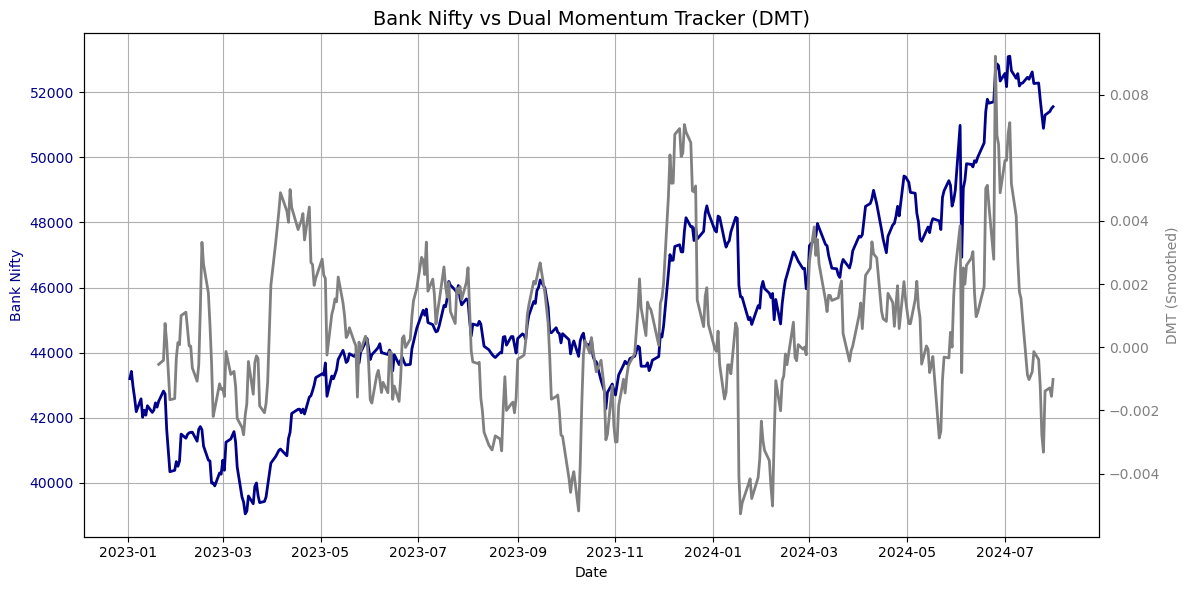 Bank Nifty vs Dual Momentum Tracker (DMT)
Bank Nifty
52000
50000
48000
46000
44000
42000
40000
0.008
0.006
0.004
0.002
0.000
−0.002
−0.004
DMT (Smoothed)
2023-01 2023-03 2023-05 2023-07 2023-09 2023-11 2024-01 2024-03 2024-05 2024-07
Date